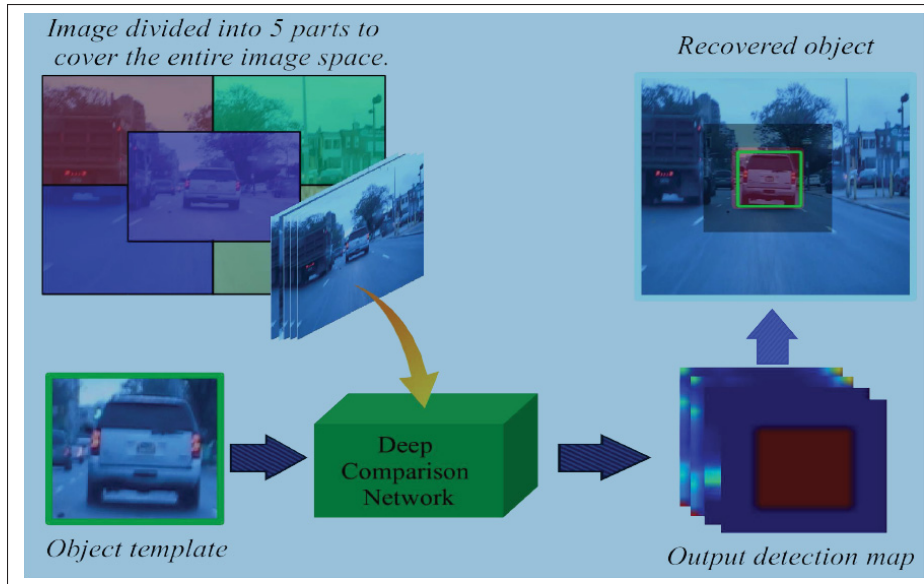 Image divided into 5 parts to
cover the entire image space.
Recovered object
Deep
Comparison
Network
Object template
Output detection map